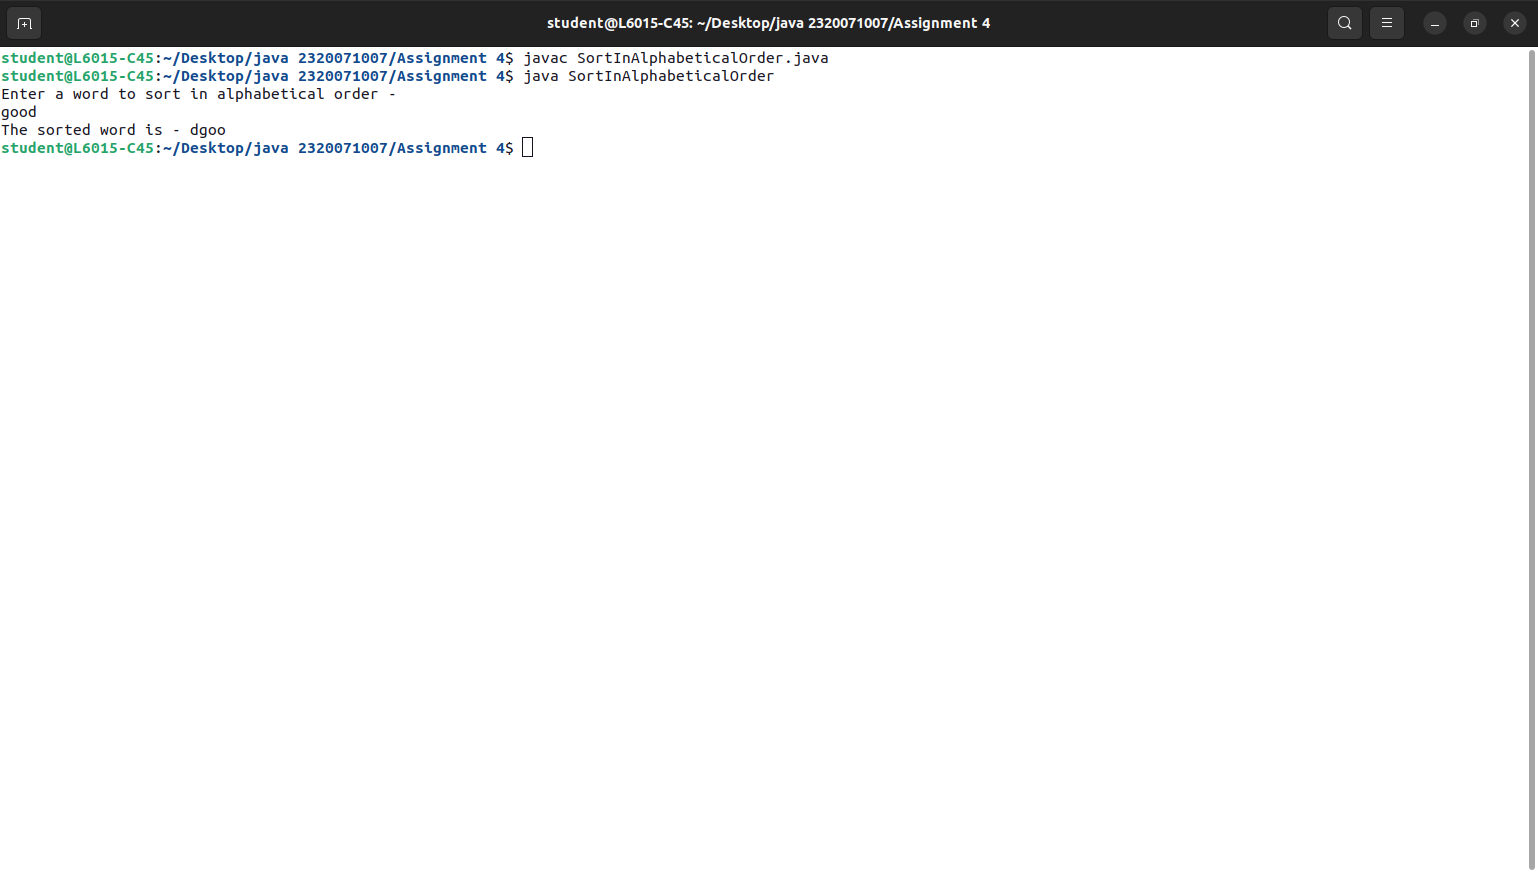 student@L6015-C45: ~/Desktop/java 2320071007/Assignment 4
student@L6015-C45:~/Desktop/java 2320071007/Assignment 4$ javac SortInAlphabeticalOrder.java
student@L6015-C45:~/Desktop/java 2320071007/Assignment 4$ java SortInAlphabeticalOrder
Enter a word to sort in alphabetical order -
good
The sorted word is - dgoo
student@L6015-C45:~/Desktop/java 2320071007/Assignment 4$